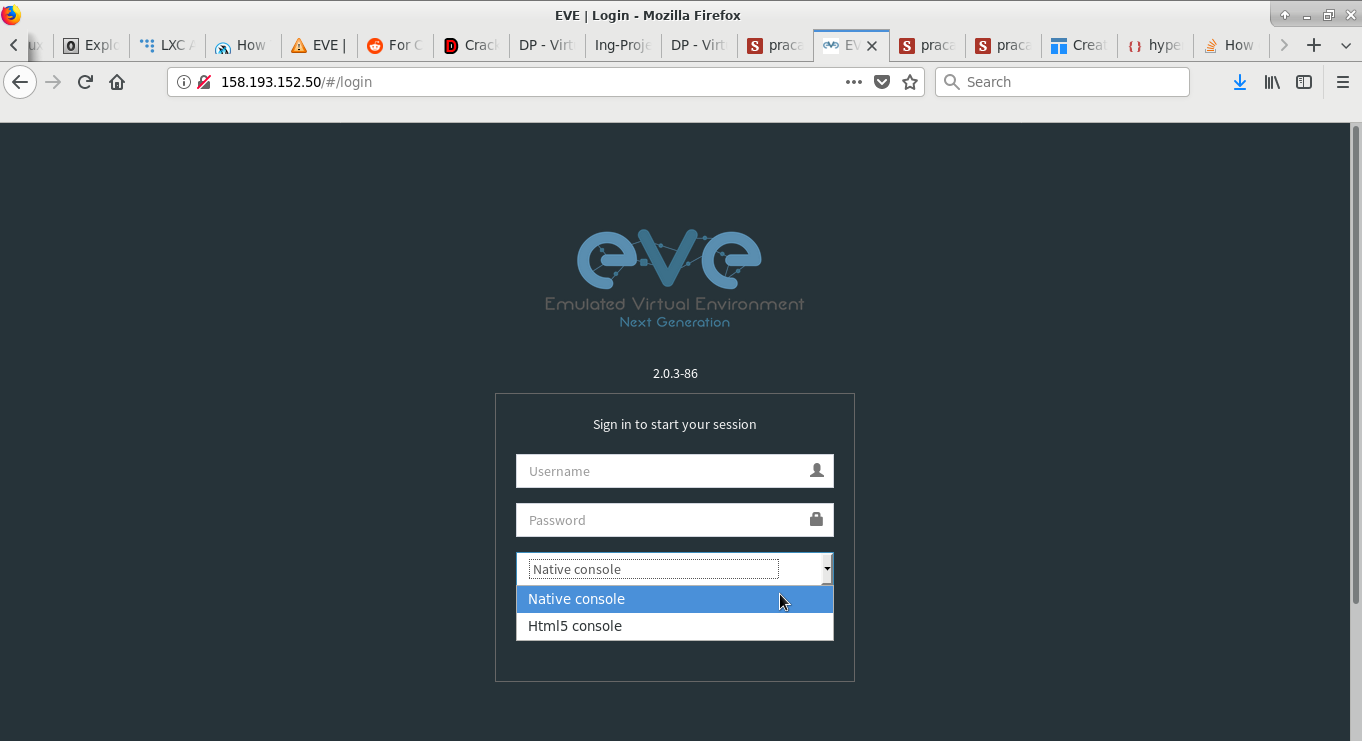 EVE | Login - Mozilla Firefox
Explo LXC How EVE | For C Crack DP - Virt Ing-Proje DP - Virt praca EV praca praca Creat hype How
158.193.152.50/#/login Search
eve
Emulated Virtual Environment
Next Generation
2.0.3-86
Sign in to start your session
Username
Password
Native console
Native console
Html5 console